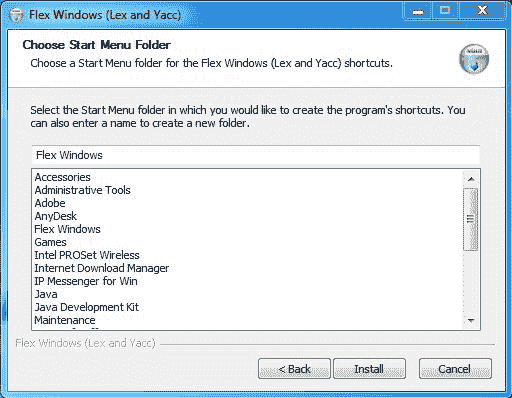 Flex Windows (Lex and Yacc)
Choose Start Menu Folder
Choose a Start Menu folder for the Flex Windows (Lex and Yacc) shortcuts.
Select the Start Menu folder in which you would like to create the program's shortcuts. You
can also enter a name to create a new folder.
Flex Windows
Accessories
Administrative Tools
Adobe
AnyDesk
Flex Windows
Games
Intel PROSet Wireless
Internet Download Manager
IP Messenger for Win
Java
Java Development Kit
Maintenance
Flex Windows (Lex and Yacc)
< Back Install Cancel